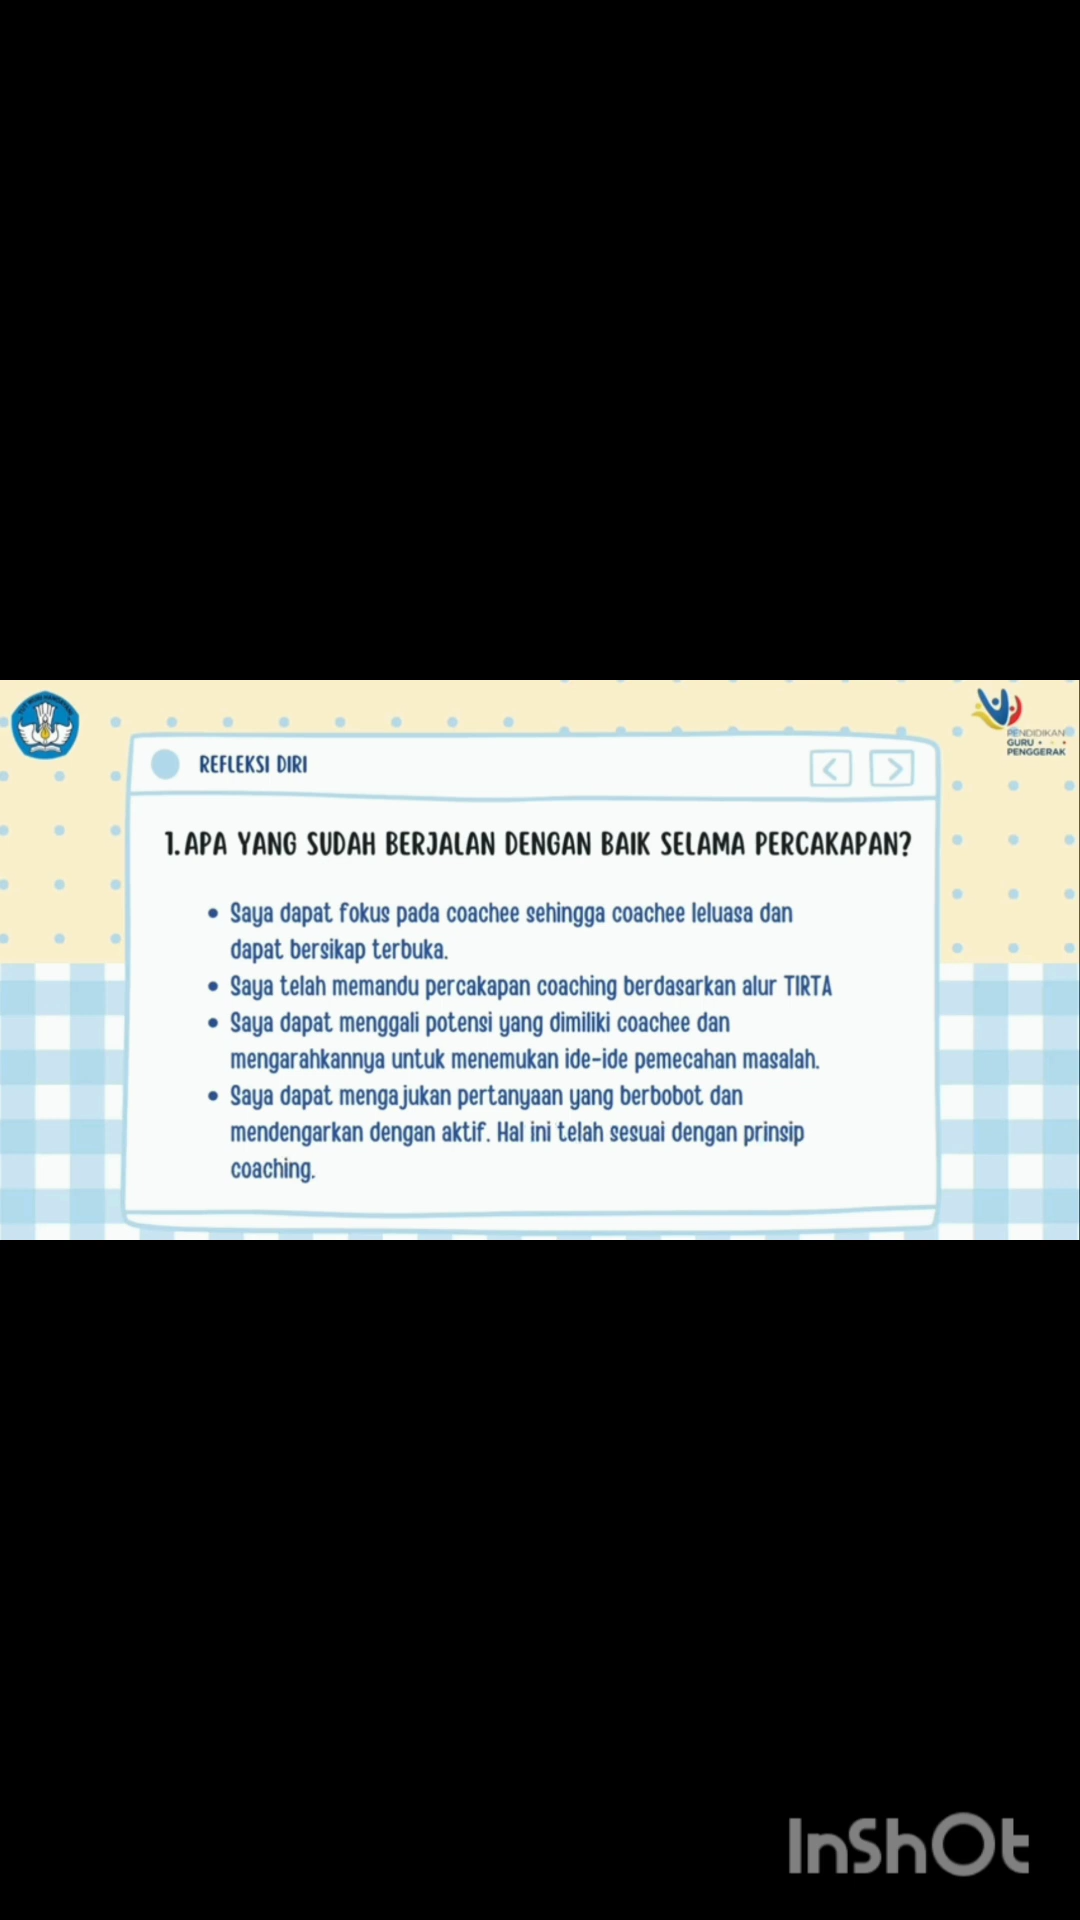 PENDIDIKAN
GURU
PENGGERAK
REFLEKSI DIRI
1. APA YANG SUDAH BERJALAN DENGAN BAIK SELAMA PERCAKAPAN?
• Saya dapat fokus pada coachee sehingga coachee leluasa dan
dapat bersikap terbuka.
• Saya telah memandu percakapan coaching berdasarkan alur TIRTA
• Saya dapat menggali potensi yang dimiliki coachee dan
mengarahkannya untuk menemukan ide-ide pemecahan masalah.
• Saya dapat mengajukan pertanyaan yang berbobot dan
mendengarkan dengan aktif. Hal ini telah sesuai dengan prinsip
coaching.
InShOt